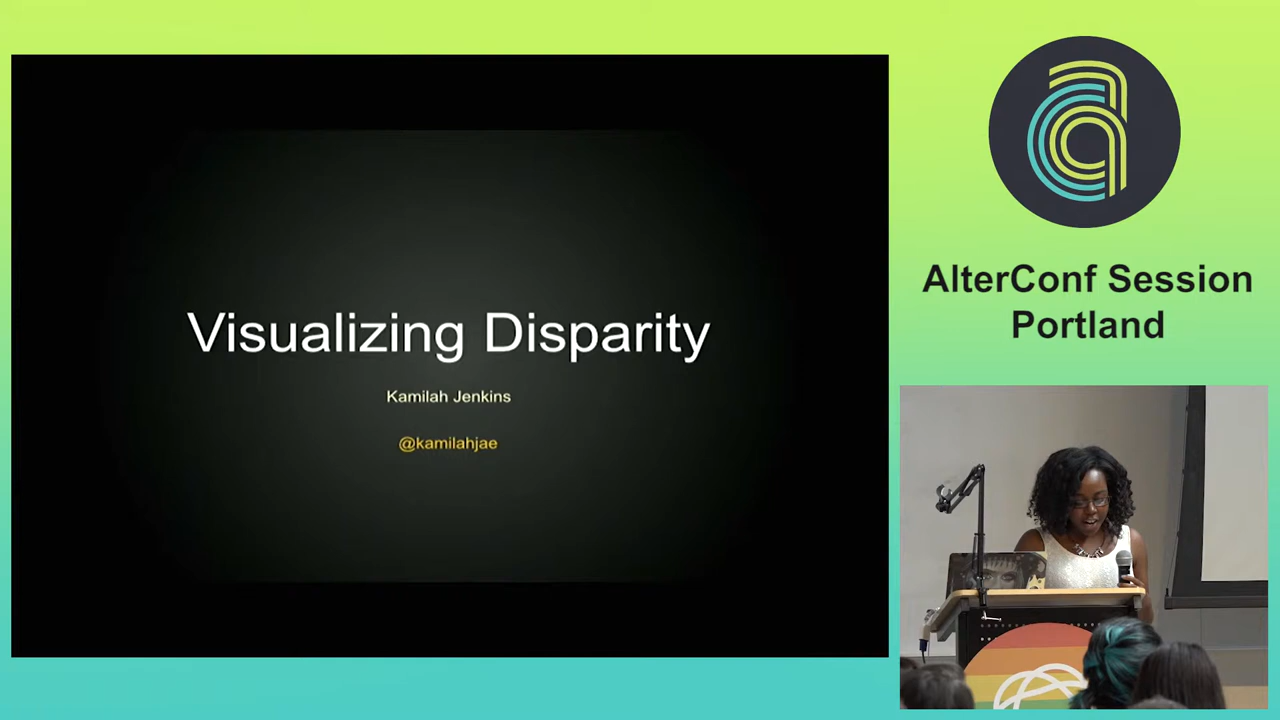 Visualizing Disparity
Kamilah Jenkins
@kamilahjae
AlterConf Session
Portland